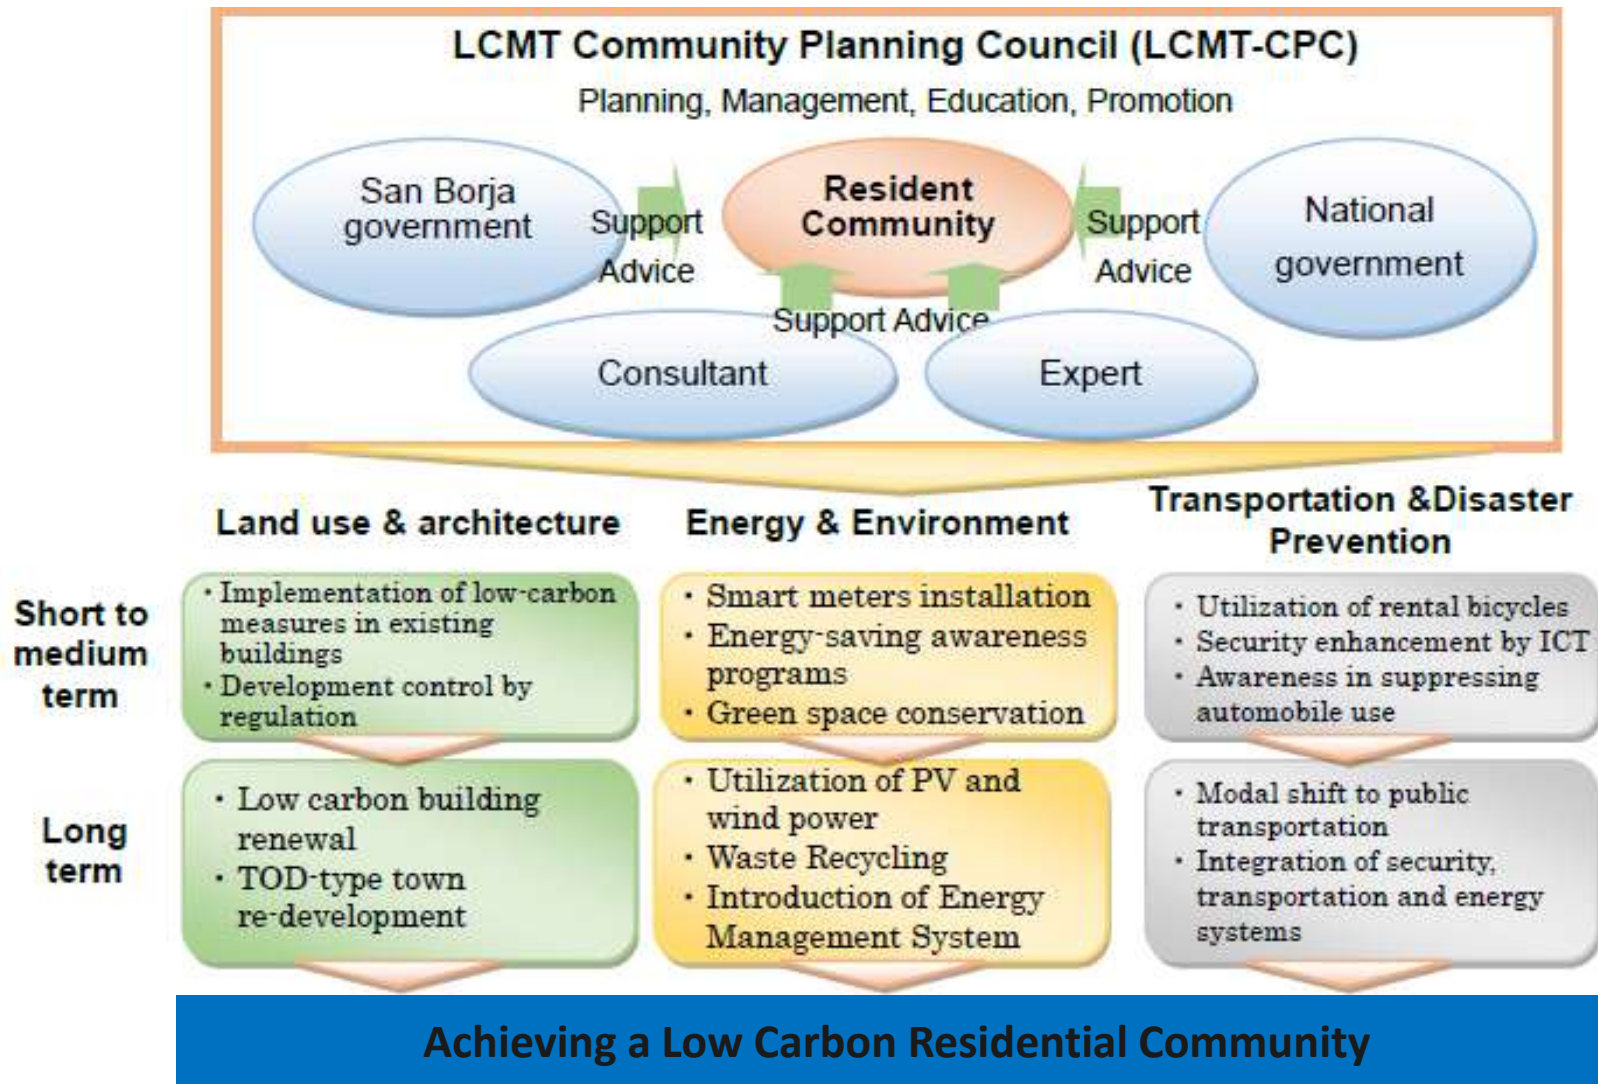 LCMT Community Planning Council (LCMT-CPC)
Planning, Management, Education, Promotion
San Borja
government
Support
Advice
Resident
Community
Support
Advice
National
government
Support Advice
Consultant
Expert
Land use & architecture
Energy & Environment
Transportation &Disaster
Prevention
Short to
medium
term
・Implementation of low-carbon
measures in existing
buildings
・Development control by
regulation
・Smart meters installation
・Energy-saving awareness
programs
・Green space conservation
・Utilization of rental bicycles
・Security enhancement by ICT
・Awareness in suppressing
automobile use
Long
term
・Low carbon building
renewal
・TOD-type town
re-development
・Utilization of PV and
wind power
・Waste Recycling
・Introduction of Energy
Management System
・Modal shift to public
transportation
・Integration of security,
transportation and energy
systems
Achieving a Low Carbon Residential Community